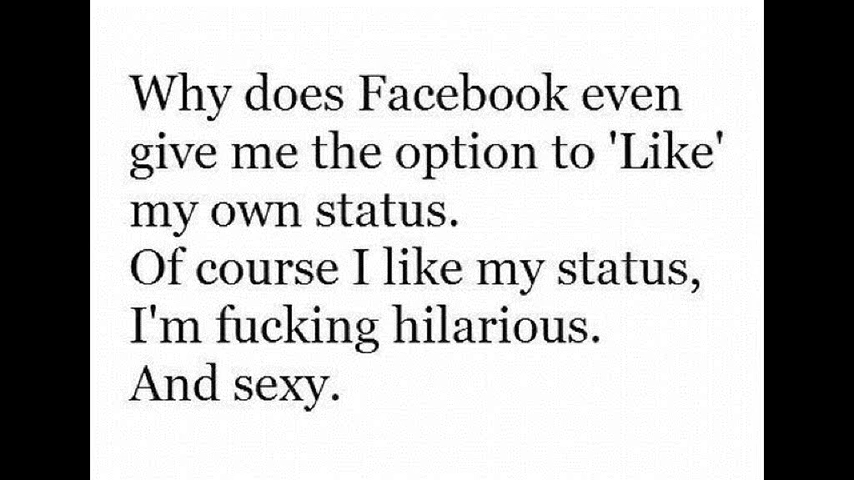 Why does Facebook even
give me the option to 'Like'
my own status.
Of course I like my status,
I'm fucking hilarious.
And sexy.